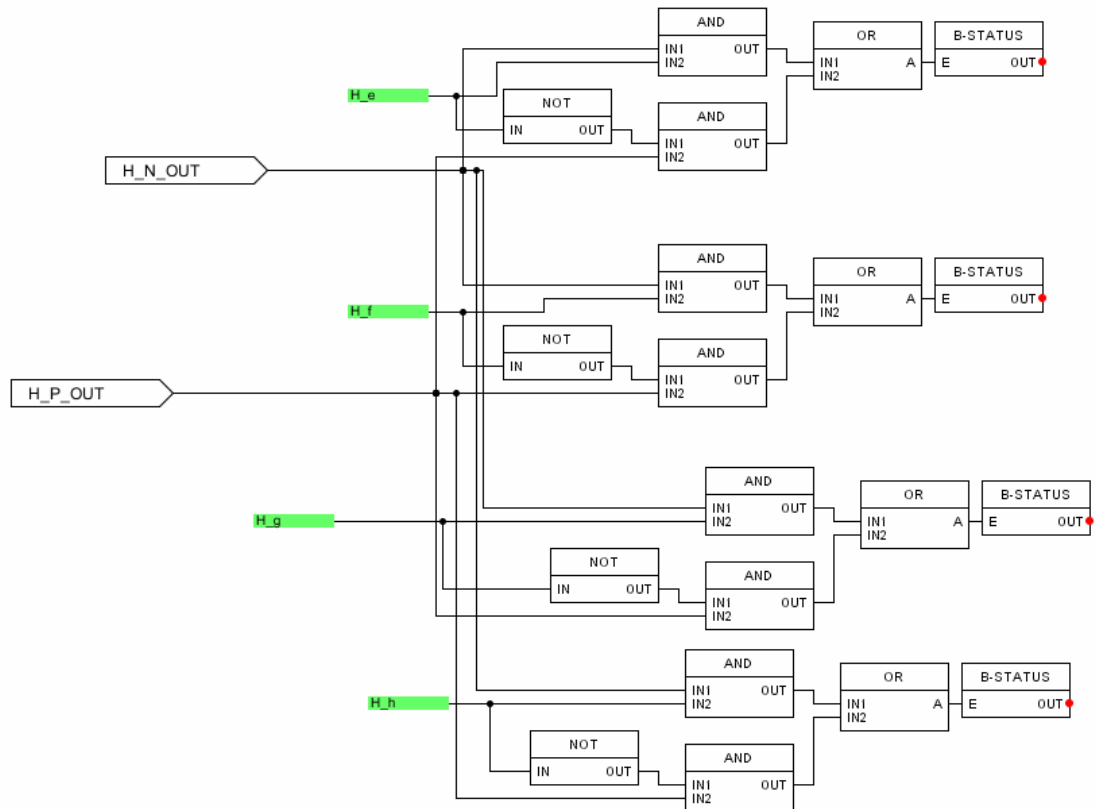 AND
IN1 OUT
IN2
OR
IN1 A
IN2
B-STATUS
E OUT
H_e
NOT
IN OUT
AND
IN1 OUT
IN2
H_N_OUT
AND
IN1 OUT
IN2
OR
IN1 A
IN2
B-STATUS
E OUT
H_f
NOT
IN OUT
AND
IN1 OUT
IN2
H_P_OUT
AND
IN1 OUT
IN2
OR
IN1 A
IN2
B-STATUS
E OUT
H_g
NOT
IN OUT
AND
IN1 OUT
IN2
AND
IN1 OUT
IN2
OR
IN1 A
IN2
B-STATUS
E OUT
H_h
NOT
IN OUT
AND
IN1 OUT
IN2